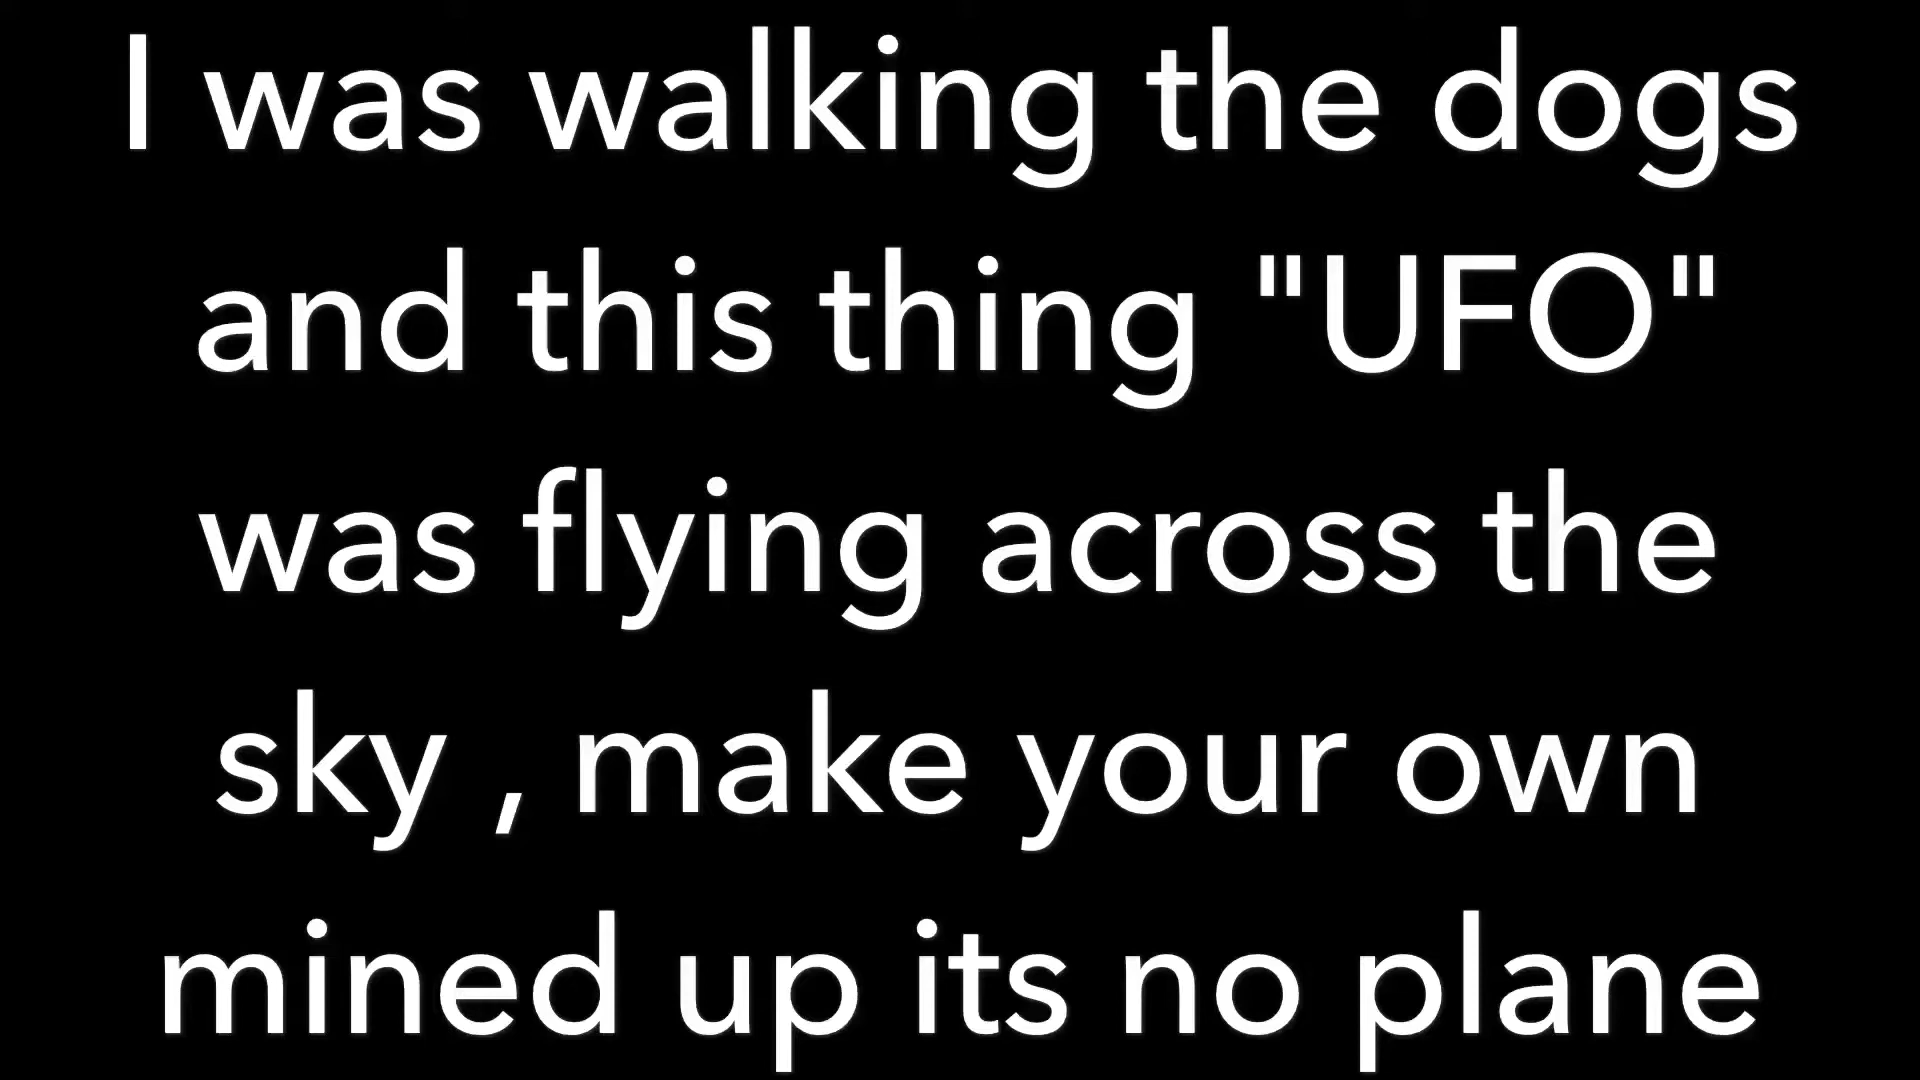 I was walking the dogs
and this thing "UFO"
was flying across the
sky , make your own
mined up its no plane